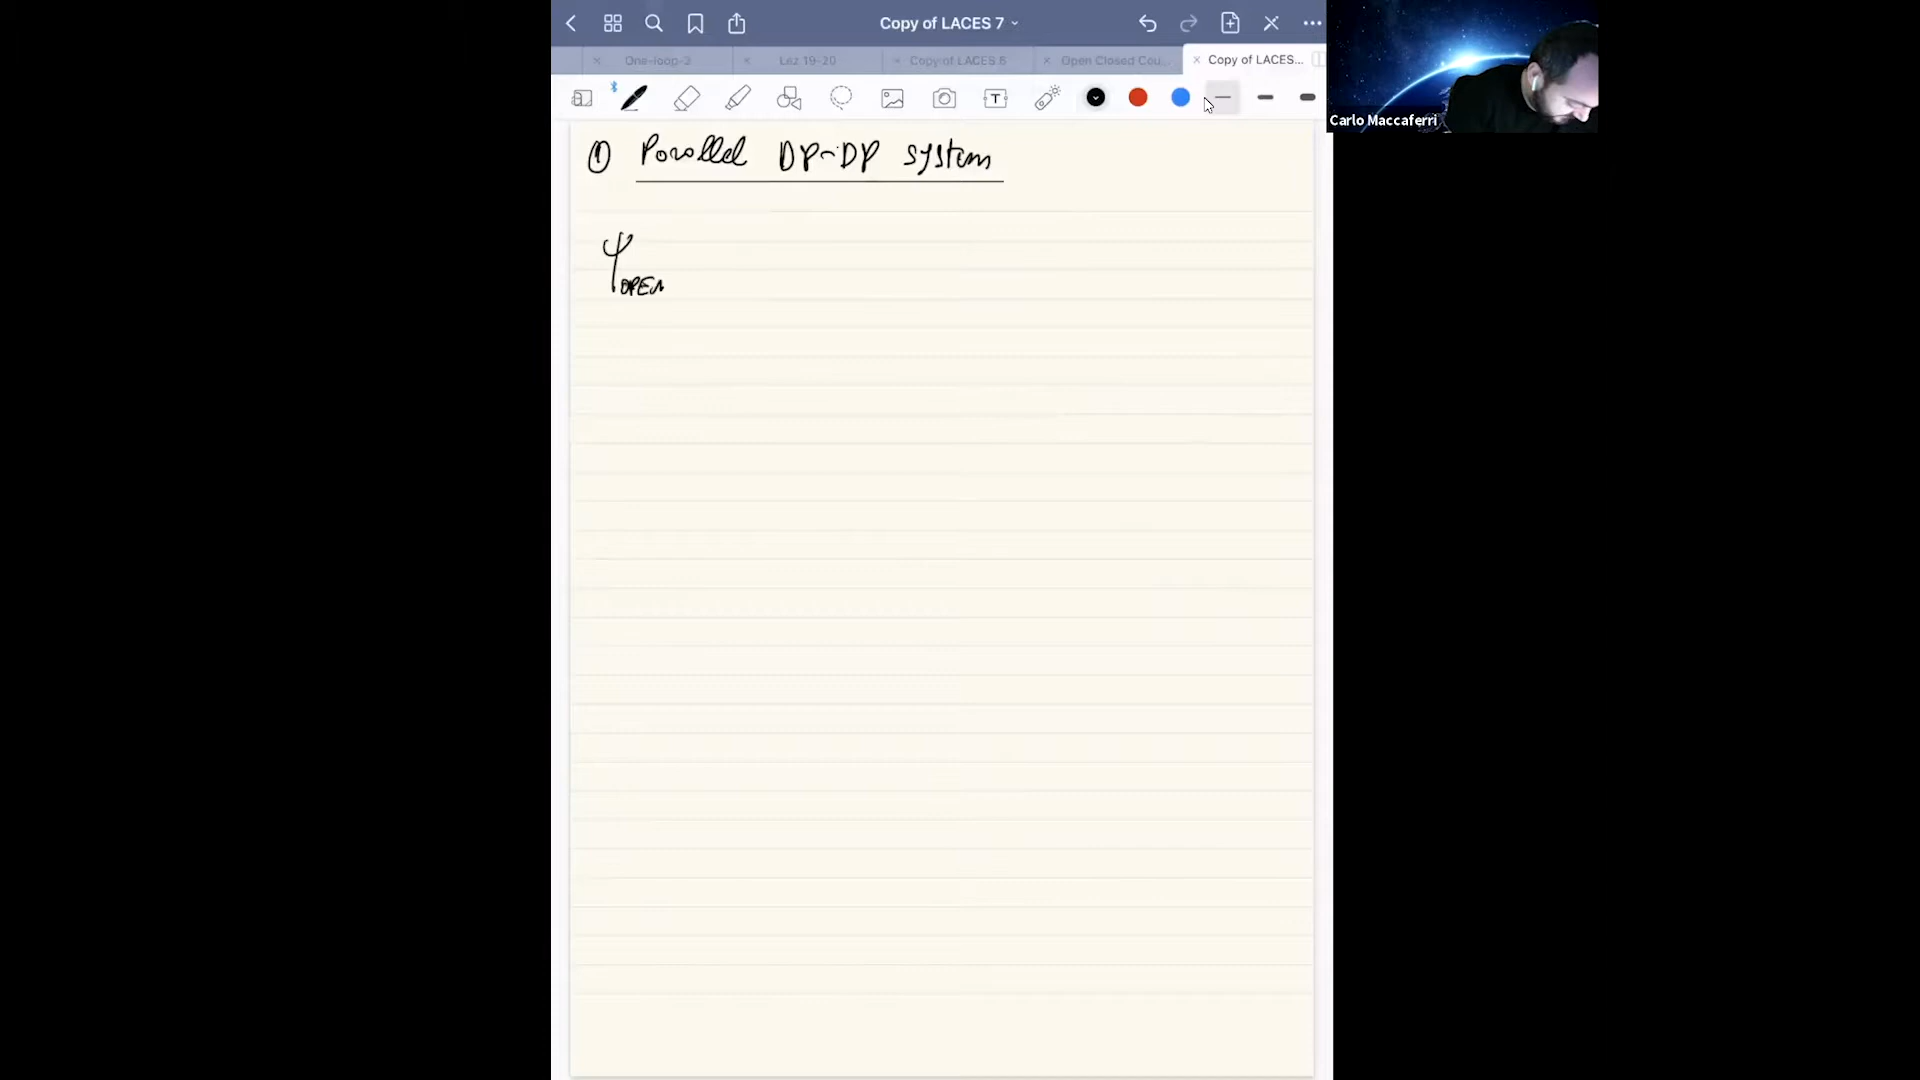 Copy of LACES 7
One-loop-2
Lez 19-20
Copy of LACES 6
Open Closed Cou...
Copy of LACES...
T
Carlo Maccaferri
① Parallel DP-DP system
ψ OPEN